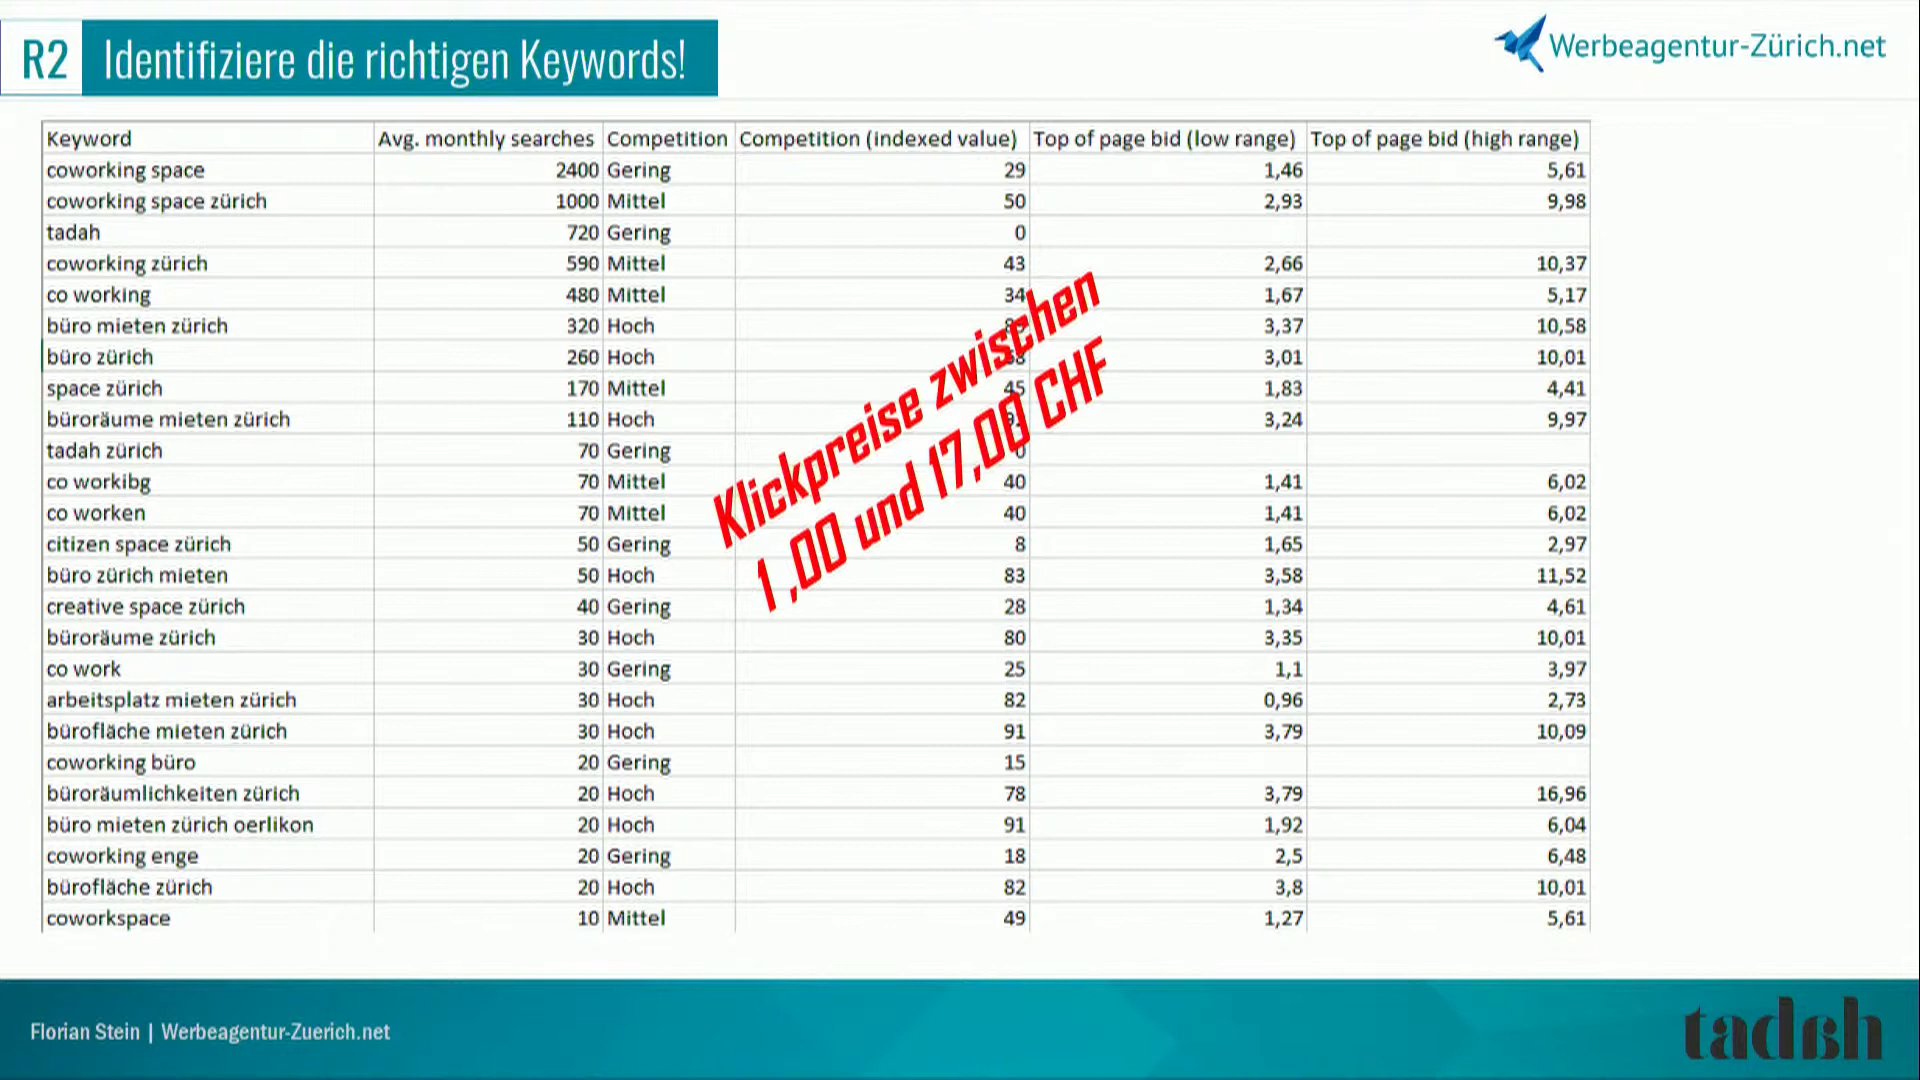 R2 Identifiziere die richtigen Keywords!
Werbeagentur-Zürich.net
Keyword Avg. monthly searches Competition Competition (indexed value) Top of page bid (low range) Top of page bid (high range)
coworking space 2400 Gering 29 1,46 5,61
coworking space zürich 1000 Mittel 50 2,93 9,98
tadah 720 Gering 0
coworking zürich 590 Mittel 43 2,66 10,37
co working 480 Mittel 34 1,67 5,17
büro mieten zürich 320 Hoch 3,37 10,58
büro zürich 260 Hoch 3,01 10,01
space zürich 170 Mittel 45 1,83 4,41
büroräume mieten zürich 110 Hoch 3,24 9,97
tadah zürich 70 Gering 0
co workibg 70 Mittel 40 1,41 6,02
co worken 70 Mittel 40 1,41 6,02
citizen space zürich 50 Gering 8 1,65 2,97
büro zürich mieten 50 Hoch 83 3,58 11,52
creative space zürich 40 Gering 28 1,34 4,61
büroräume zürich 30 Hoch 80 3,35 10,01
co work 30 Gering 25 1,1 3,97
arbeitsplatz mieten zürich 30 Hoch 82 0,96 2,73
bürofläche mieten zürich 30 Hoch 91 3,79 10,09
coworking büro 20 Gering 15
büroräumlichkeiten zürich 20 Hoch 78 3,79 16,96
büro mieten zürich oerlikon 20 Hoch 91 1,92 6,04
coworking enge 20 Gering 18 2,5 6,48
bürofläche zürich 20 Hoch 82 3,8 10,01
coworkspace 10 Mittel 49 1,27 5,61
Klickpreise zwischen
1,00 und 17,00 CHF
Florian Stein | Werbeagentur-Zuerich.net
tadah